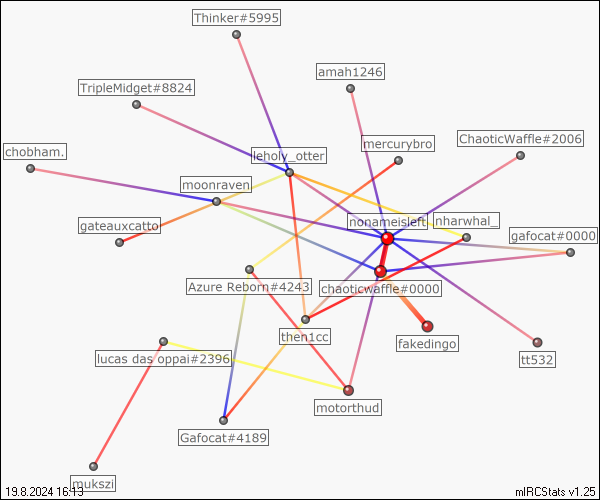 Thinker#5995
amah1246
TripleMidget#8824
mercurybro
ChaoticWaffle#2006
chobham.
leholy_otter
moonraven
nonameisleft
nharwhal_
gateauxcatto
gafocat#0000
Azure Reborn#4243
chaoticwaffle#0000
then1cc
fakedingo
lucas das oppai#2396
tt532
motorthud
Gafocat#4189
mukszi
19.8.2024 16:13
mIRCStats v1.25